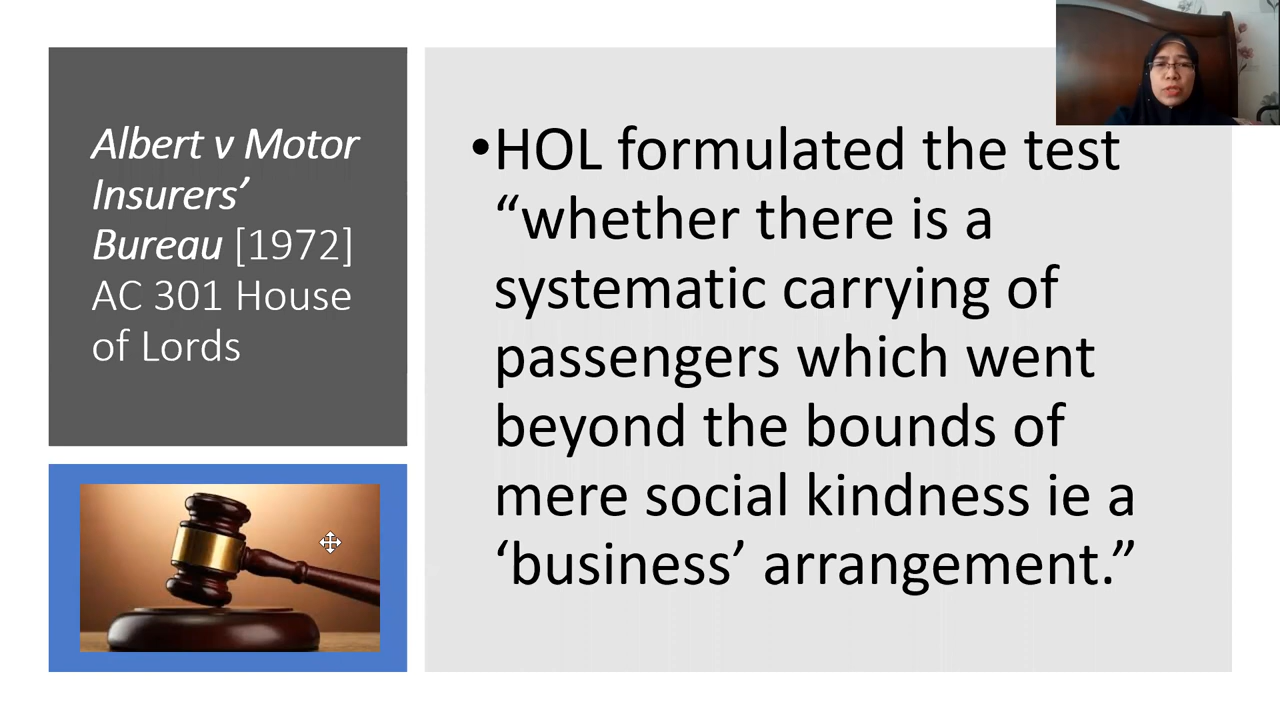 Albert v Motor
Insurers’
Bureau [1972]
AC 301 House
of Lords
•HOL formulated the test
“whether there is a
systematic carrying of
passengers which went
beyond the bounds of
mere social kindness ie a
‘business’ arrangement.”